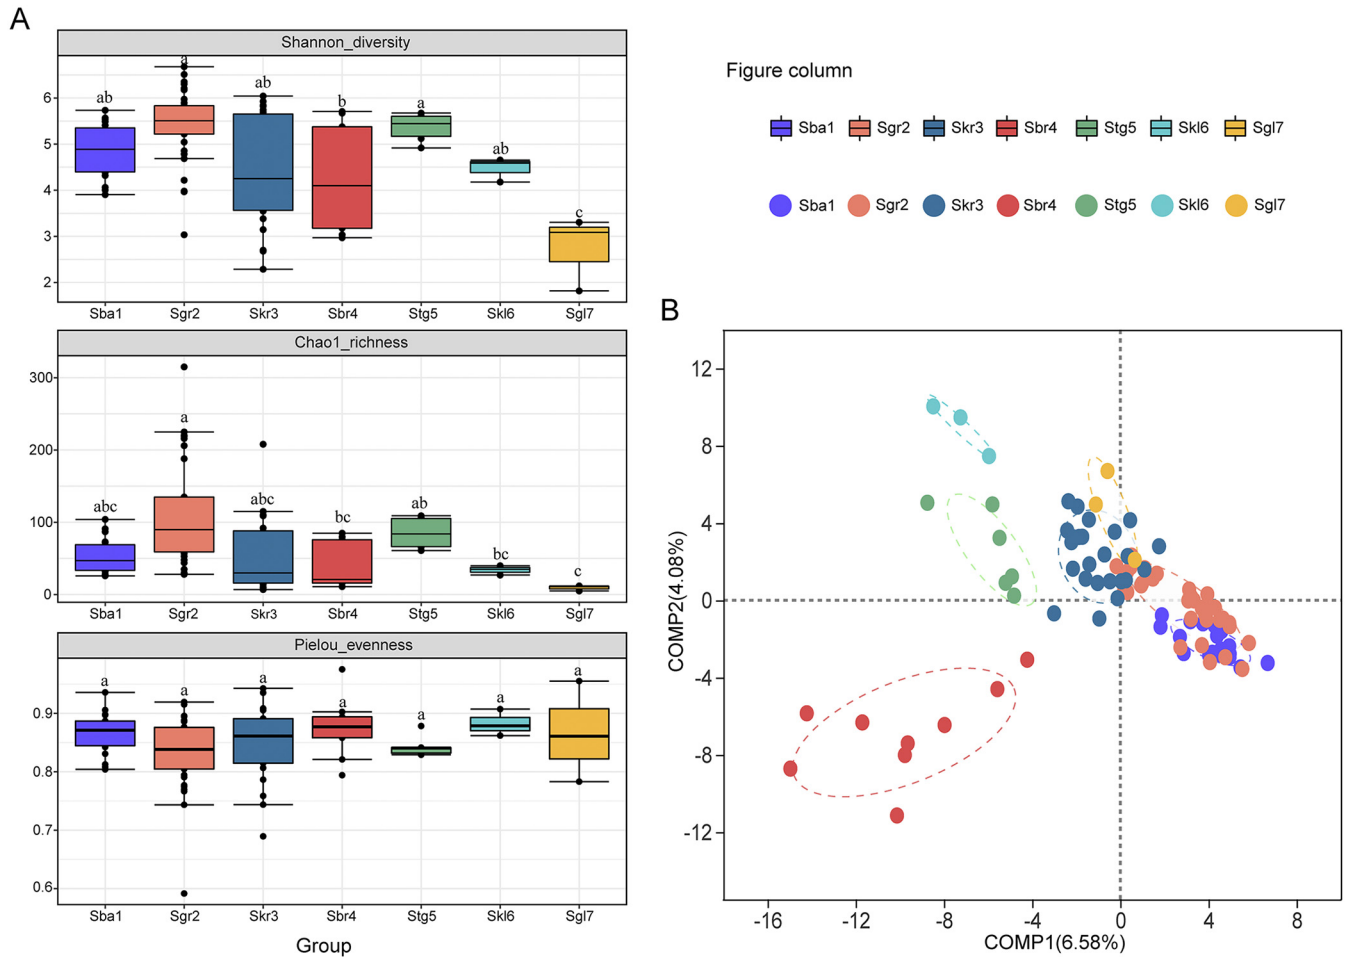 A
Shannon_diversity
ab a ab b a ab c
6
5
4
3
2
Sba1 Sgr2 Skr3 Sbr4 Stg5 Skl6 Sgl7
Chao1_richness
abc a abc bc ab bc c
300
200
100
0
Sba1 Sgr2 Skr3 Sbr4 Stg5 Skl6 Sgl7
Pielou_evenness
a a a a a a a
0.9
0.8
0.7
0.6
Sba1 Sgr2 Skr3 Sbr4 Stg5 Skl6 Sgl7
Group
Figure column
Sba1 Sgr2 Skr3 Sbr4 Stg5 Skl6 Sgl7
Sba1 Sgr2 Skr3 Sbr4 Stg5 Skl6 Sgl7
B
COMP2(4.08%)
12
8
4
0
-4
-8
-12
-16 -12 -8 -4 0 4 8
COMP1(6.58%)